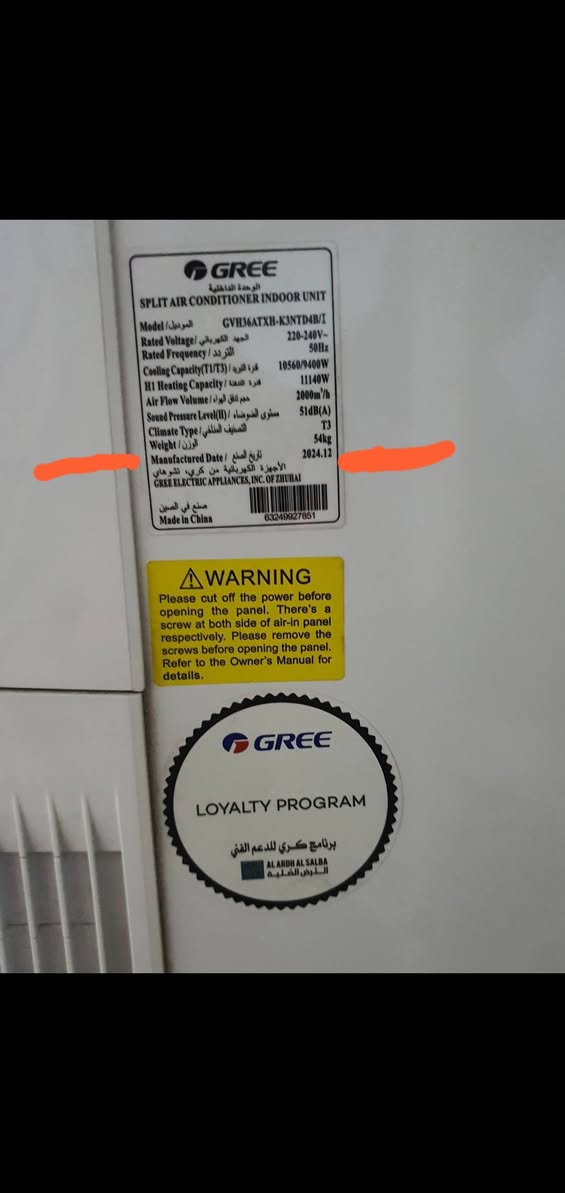 GREE
الوحدة الداخلية
SPLIT AIR CONDITIONER INDOOR UNIT
Model / الموديل GVH36ATXH-K3NTD4B/I
Rated Voltage / الجهد الكهربائي 220-240V~
Rated Frequency / التردد 50Hz
Cooling Capacity(T1/T3) / قدرة التبريد 10560/9400W
H1 Heating Capacity / قدرة التدفئة 11140W
Air Flow Volume / حجم تدفق الهواء 2000m³/h
Sound Pressure Level(H) / مستوى الضوضاء 51dB(A)
Climate Type / التصنيف المناخي T3
Weight / الوزن 54kg
Manufactured Date / تاريخ الصنع 2024.12
الأجهزة الكهربائية من كري، تشوهاي
GREE ELECTRIC APPLIANCES, INC. OF ZHUHAI
صنع في الصين
Made in China
63249927851
WARNING
Please cut off the power before
opening the panel. There's a
screw at both side of air-in panel
respectively. Please remove the
screws before opening the panel.
Refer to the Owner's Manual for
details.
GREE
LOYALTY PROGRAM
برنامج كري للدعم الفني
AL ARDH AL SALBA